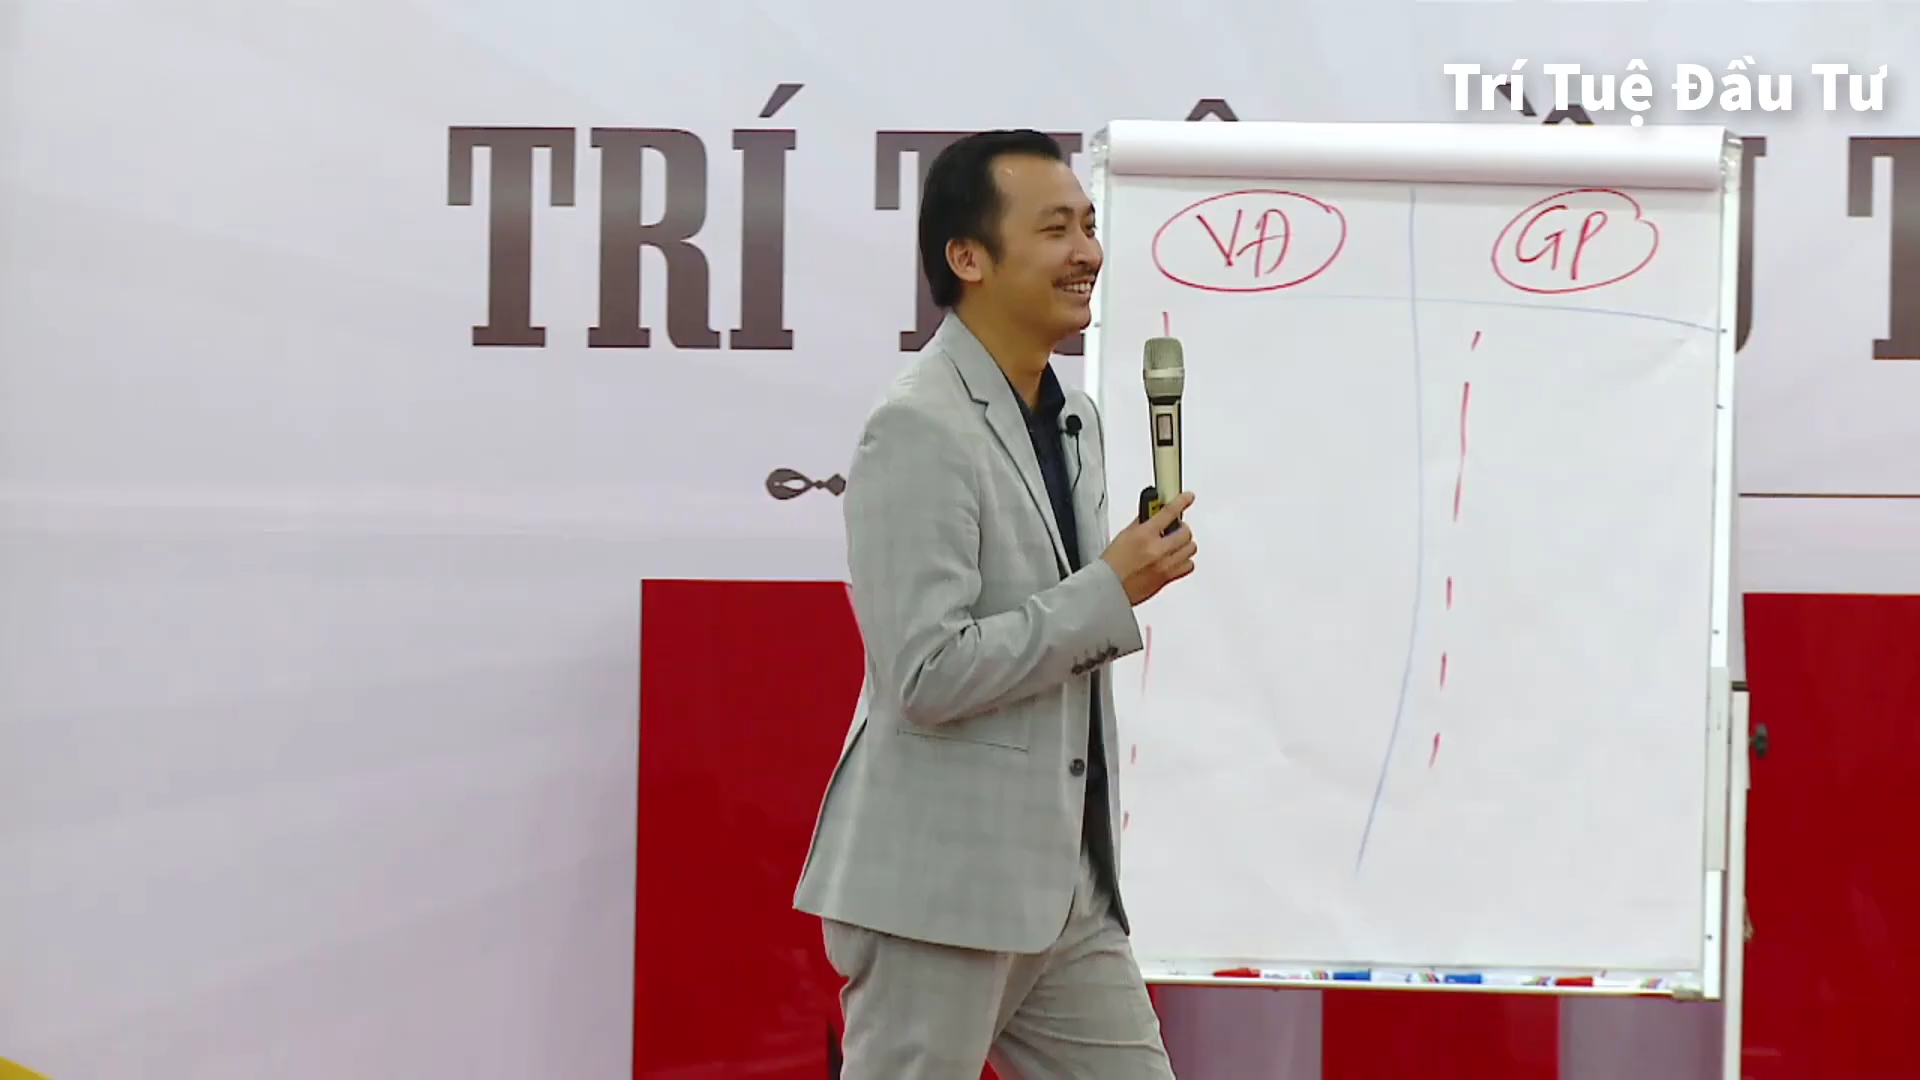 Trí Tuệ Đầu Tư
TRÍ T
VĐ
GP